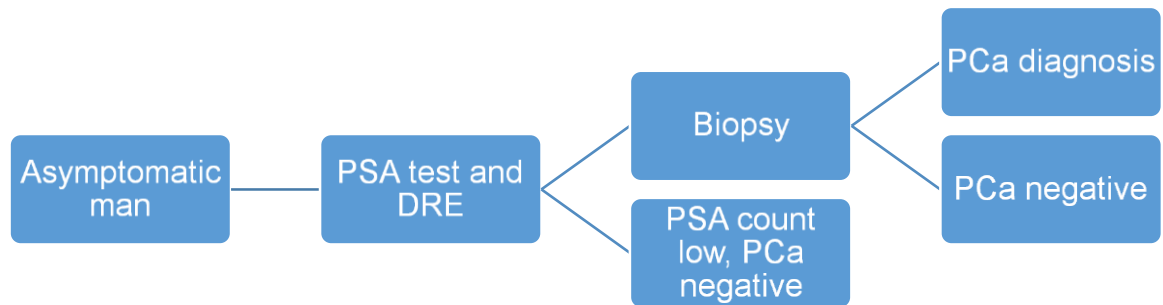 Asymptomatic
man
PSA test and
DRE
Biopsy
PSA count
low, PCa
negative
PCa diagnosis
PCa negative